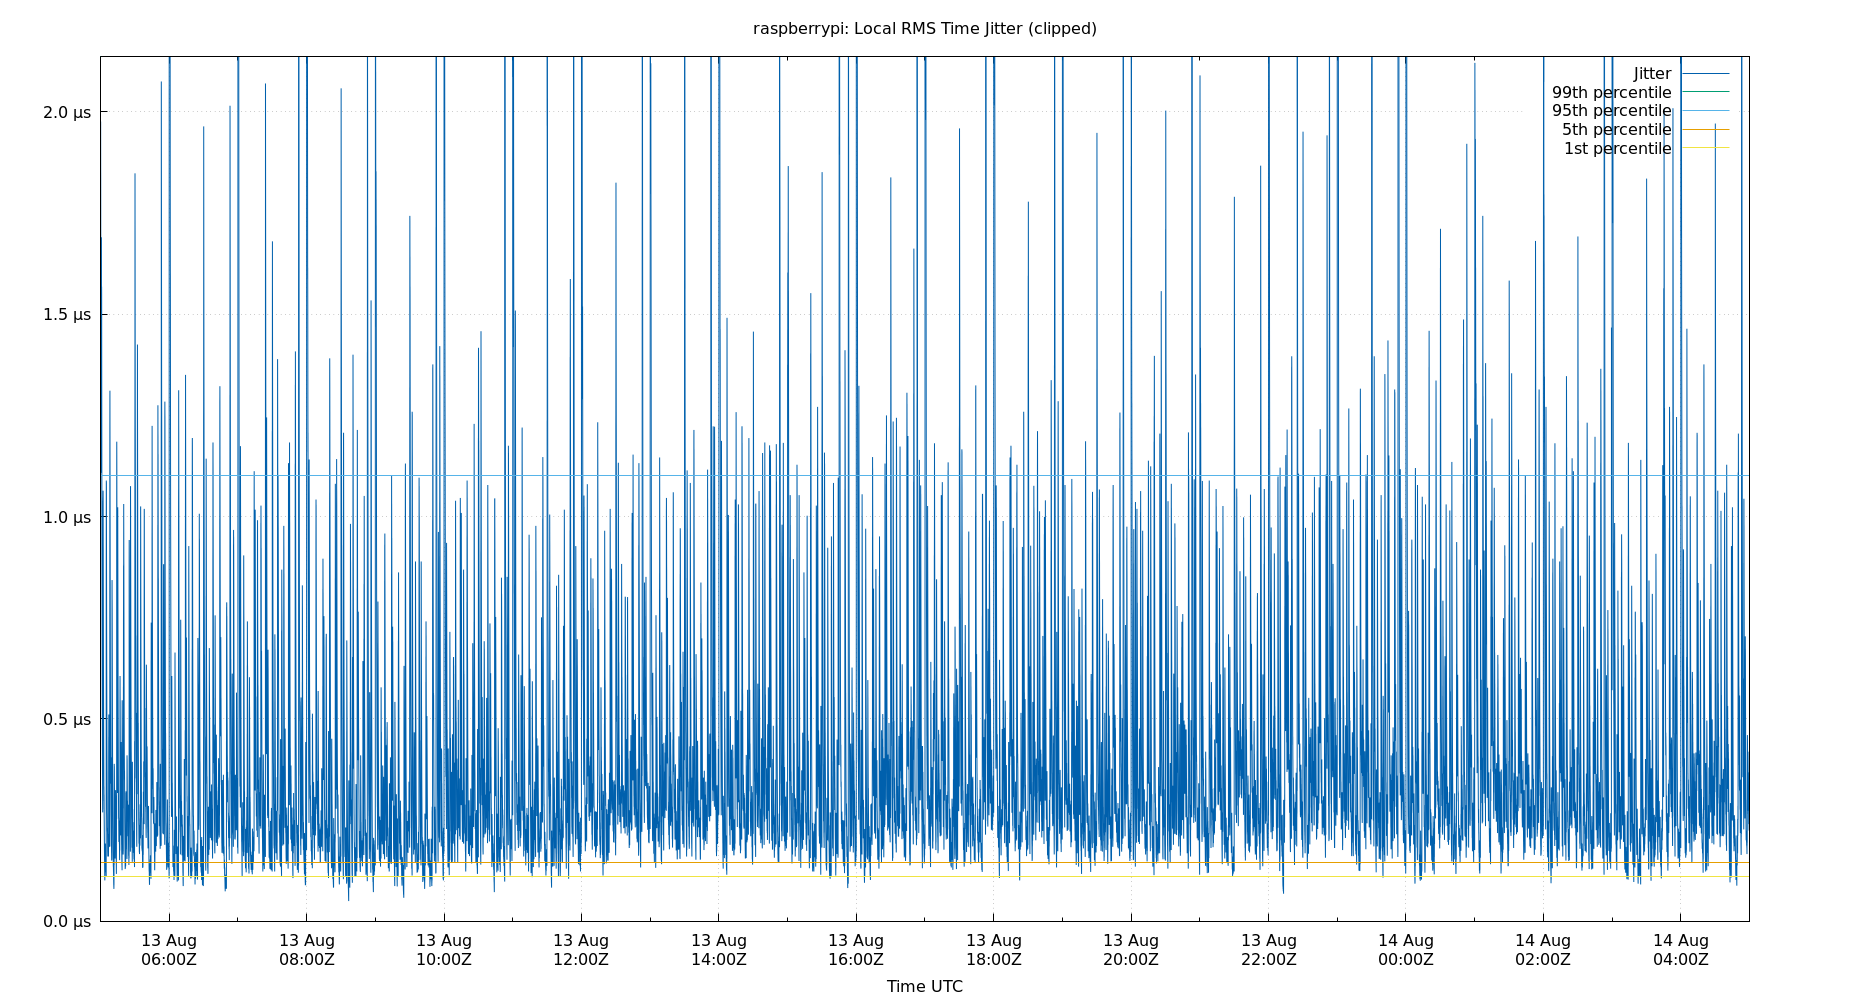 raspberrypi: Local RMS Time Jitter (clipped)
Jitter
99th percentile
95th percentile
5th percentile
1st percentile
2.0 μs
1.5 μs
1.0 μs
0.5 μs
0.0 μs
13 Aug 13 Aug 13 Aug 13 Aug 13 Aug 13 Aug 13 Aug 13 Aug 13 Aug 14 Aug 14 Aug 14 Aug
06:00Z 08:00Z 10:00Z 12:00Z 14:00Z 16:00Z 18:00Z 20:00Z 22:00Z 00:00Z 02:00Z 04:00Z
Time UTC